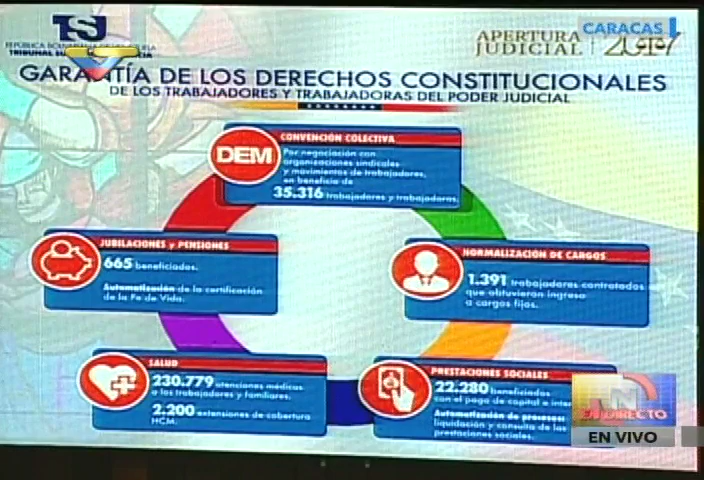 TSJ
REPÚBLICA BOLIVARIANA DE VENEZUELA
APERTURA
JUDICIAL
CARACAS
GARANTÍA DE LOS DERECHOS CONSTITUCIONALES
DE LOS TRABAJADORES Y TRABAJADORAS DEL PODER JUDICIAL
DEM
CONVENCIÓN COLECTIVA
Por negociación con
organizaciones sindicales
y movimientos de trabajadores,
en beneficio de
35.316 trabajadores y trabajadoras.
JUBILACIONES y PENSIONES
665 beneficiados.
Automatización de la certificación
de la Fe de Vida.
NORMALIZACIÓN DE CARGOS
1.391 trabajadores contratados
que obtuvieron ingreso
a cargos fijos.
SALUD
230.779 atenciones médicas
a los trabajadores y familiares.
2.200 extensiones de cobertura
HCM.
PRESTACIONES SOCIALES
22.280 beneficiados
con el pago de capital e inter
Automatización de procesos:
liquidación y consulta de las
prestaciones sociales.
EN DIRECTO
EN VIVO